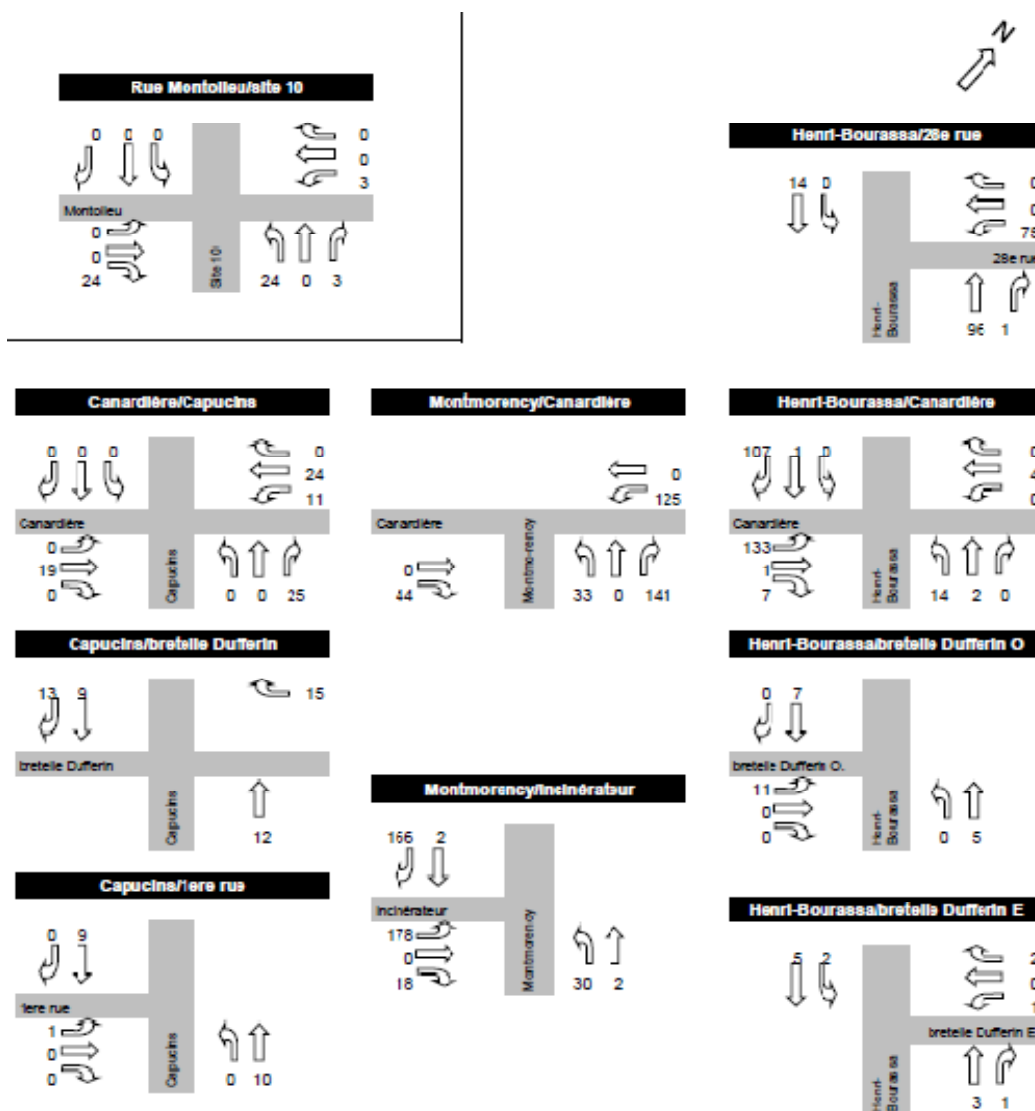 N
Rue Montolieu/site 10
0 0 0
0
0
3
Montolieu
0
0
24
Site 10
24 0 3
Henri-Bourassa/28e rue
14 0
0
0
28e rue
Henri-
Bourassa
96 1
Canardière/Capucins
0 0 0
0
24
11
Canardière
0
19
0
Capucins
0 0 25
Montmorency/Canardière
0
125
Canardière
0
44
Montmorency
33 0 141
Henri-Bourassa/Canardière
107 1 0
0
4
0
Canardière
133
1
7
Henri-
Bourassa
14 2 0
Capucins/bretelle Dufferin
13 9
15
bretelle Dufferin
Capucins
12
Henri-Bourassa/bretelle Dufferin O
0 7
bretelle Dufferin O.
11
0
0
Henri-
Bourassa
0 5
Montmorency/Incinérateur
166 2
Incinérateur
178
0
18
Montmorency
30 2
Capucins/1ere rue
0 9
1ere rue
1
0
0
Capucins
0 10
Henri-Bourassa/bretelle Dufferin E
5 2
2
0
bretelle Dufferin E
Henri-
Bourassa
3 1